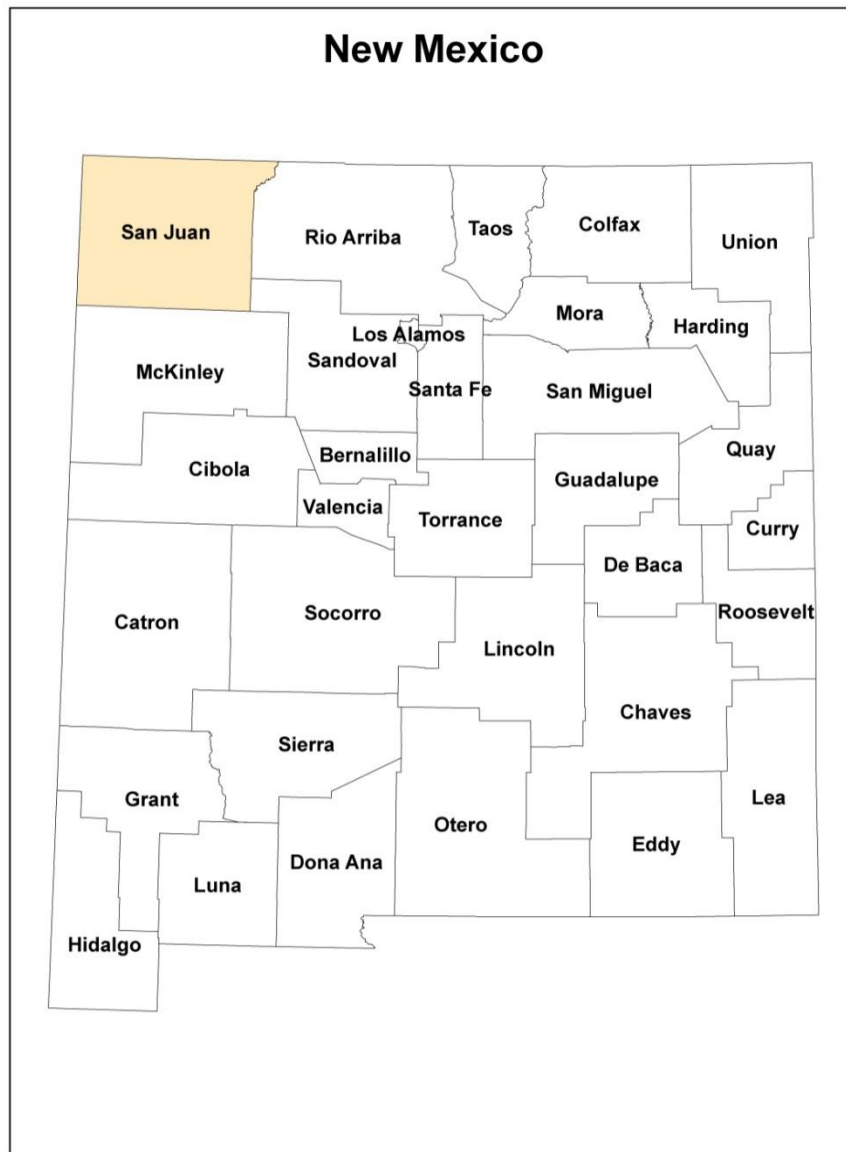 New Mexico
San Juan
Rio Arriba
Taos
Colfax
Union
Mora
Harding
Los Alamos
Sandoval
McKinley
Santa Fe
San Miguel
Quay
Bernalillo
Cibola
Guadalupe
Valencia
Torrance
Curry
De Baca
Roosevelt
Socorro
Catron
Lincoln
Chaves
Sierra
Grant
Lea
Otero
Eddy
Dona Ana
Luna
Hidalgo